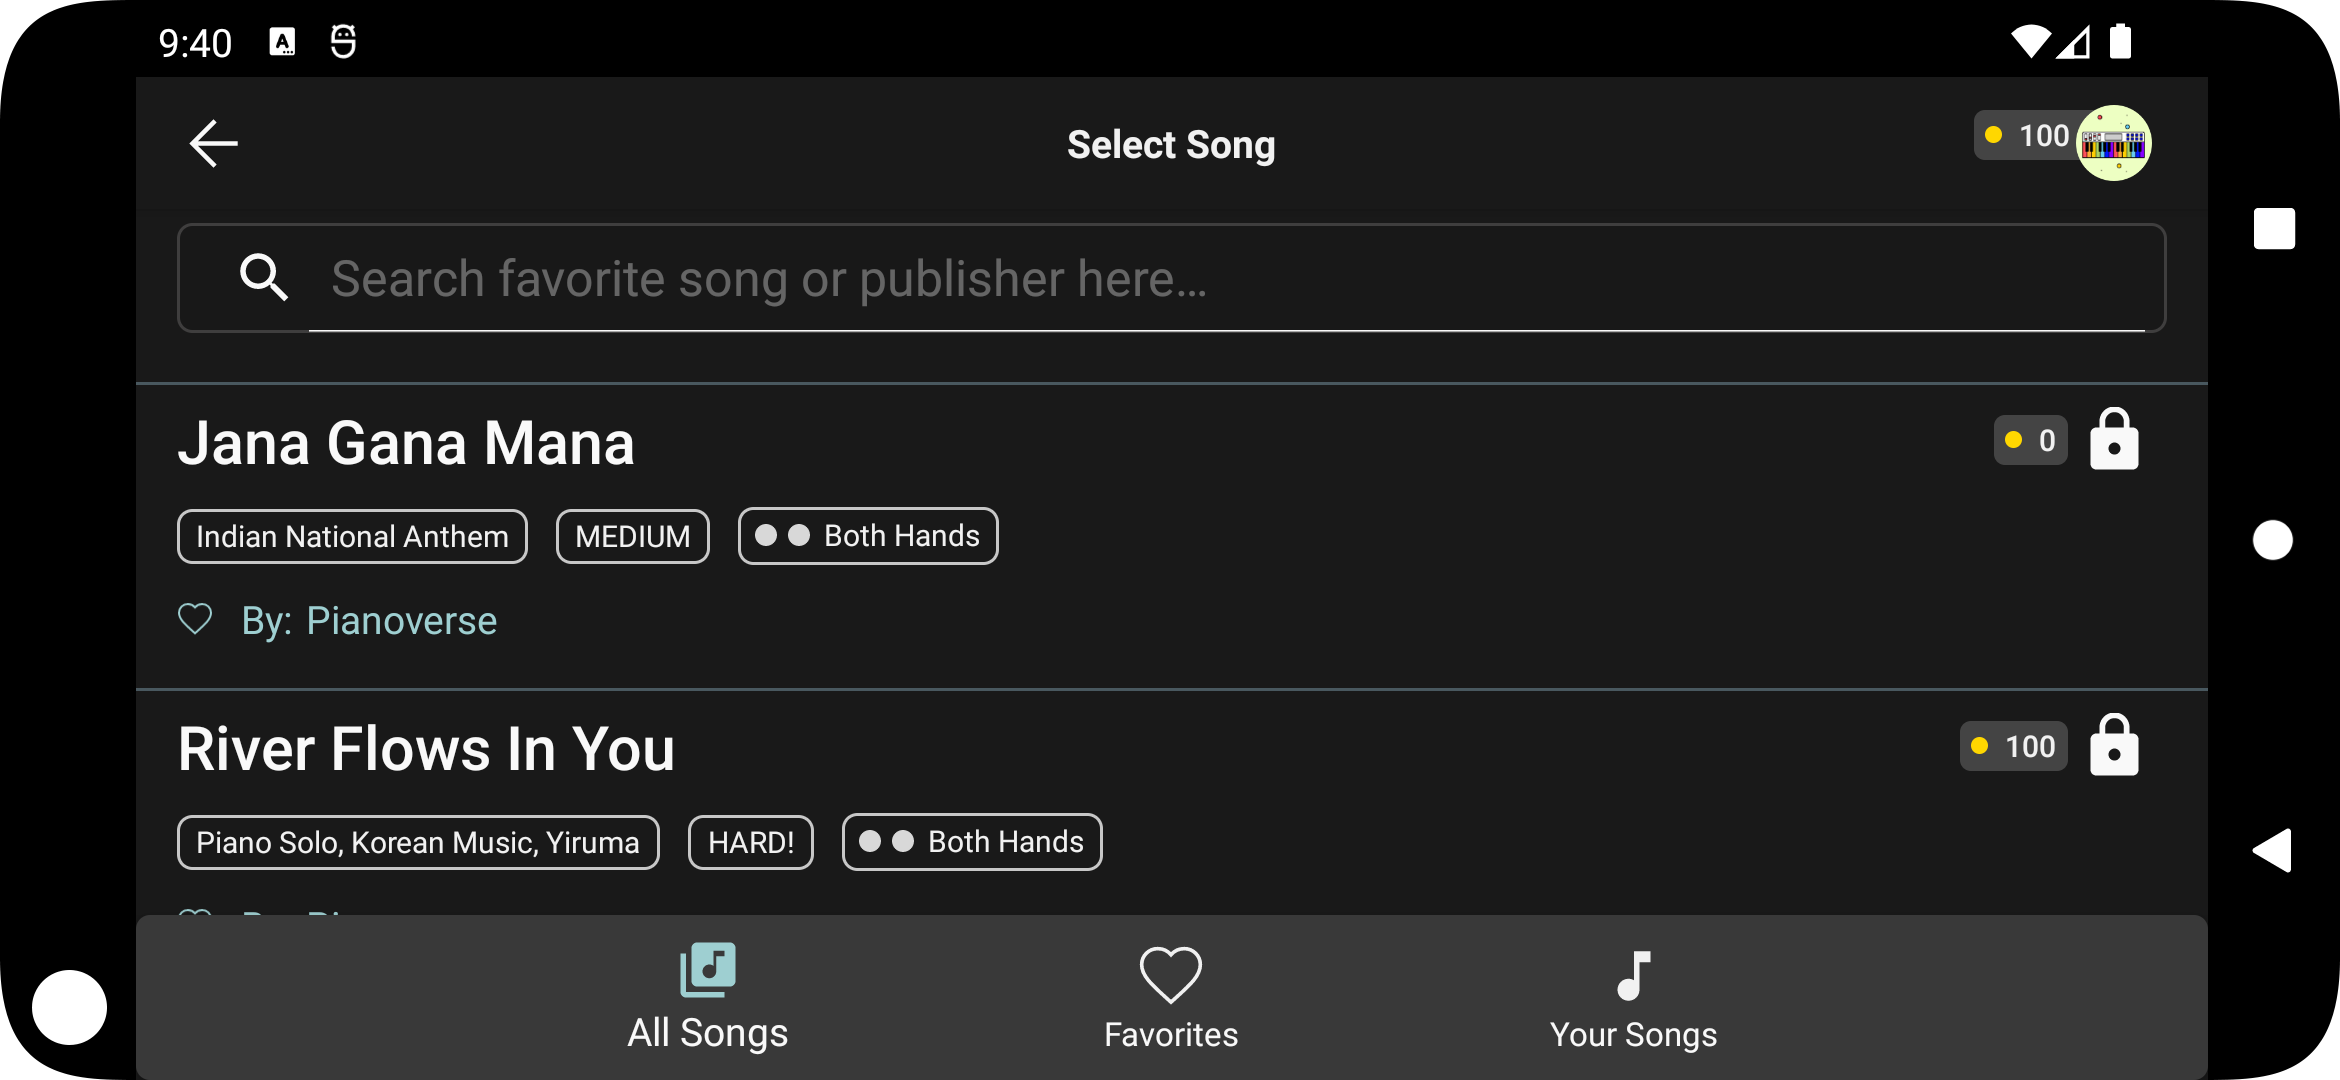 9:40
Select Song
100
Search favorite song or publisher here...
Jana Gana Mana
0
Indian National Anthem
MEDIUM
Both Hands
By: Pianoverse
River Flows In You
100
Piano Solo, Korean Music, Yiruma
HARD!
Both Hands
All Songs
Favorites
Your Songs